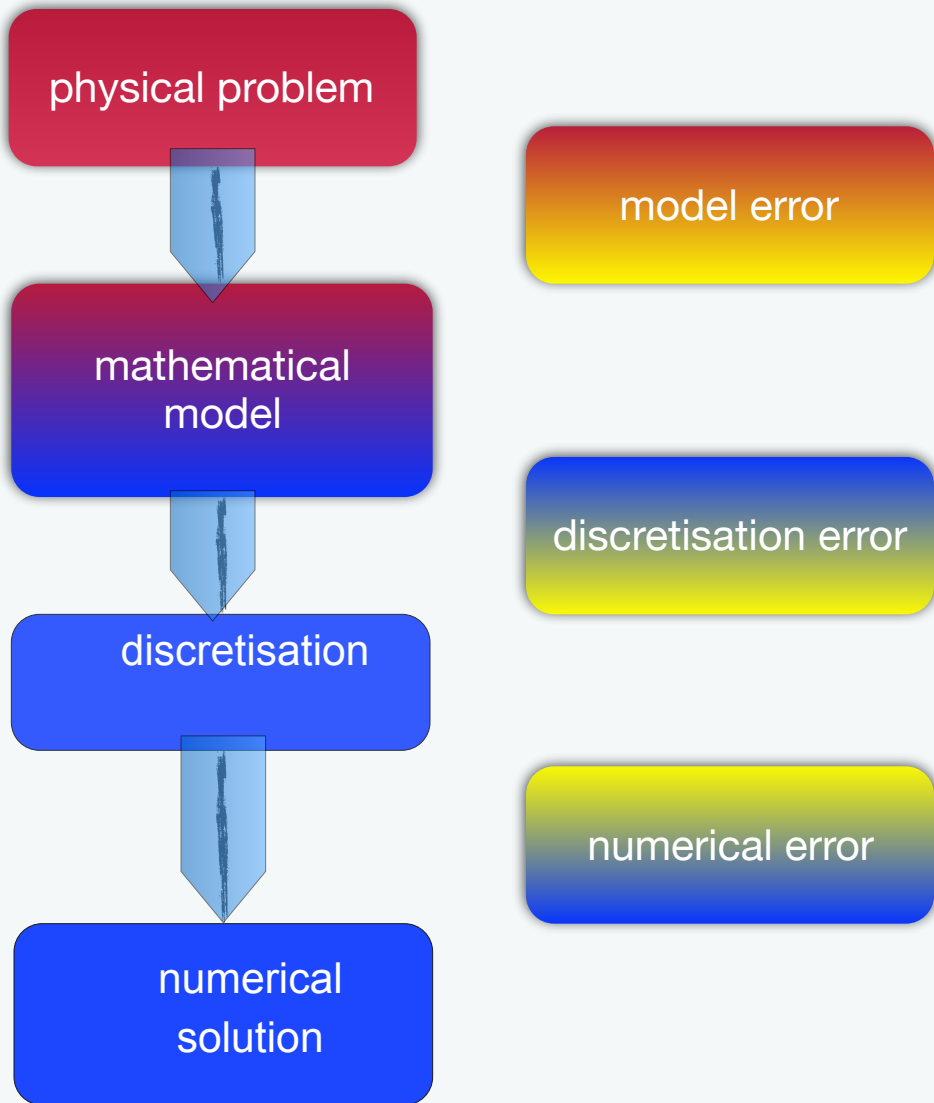 physical problem
model error
mathematical
model
discretisation error
discretisation
numerical error
numerical
solution